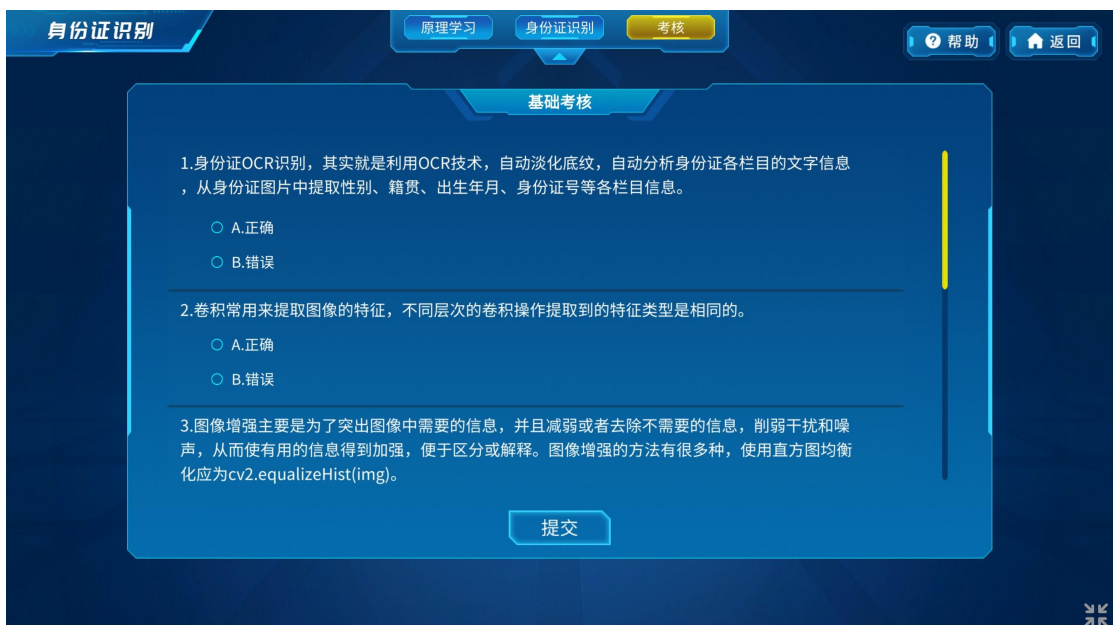 身份证识别
原理学习
身份证识别
考核
帮助
返回
基础考核
1.身份证OCR识别，其实就是利用OCR技术，自动淡化底纹，自动分析身份证各栏目的文字信息
，从身份证图片中提取性别、籍贯、出生年月、身份证号等各栏目信息。
A.正确
B.错误
2.卷积常用来提取图像的特征，不同层次的卷积操作提取到的特征类型是相同的。
A.正确
B.错误
3.图像增强主要是为了突出图像中需要的信息，并且减弱或者去除不需要的信息，削弱干扰和噪
声，从而使有用的信息得到加强，便于区分或解释。图像增强的方法有很多种，使用直方图均衡
化应为cv2.equalizeHist(img)。
提交